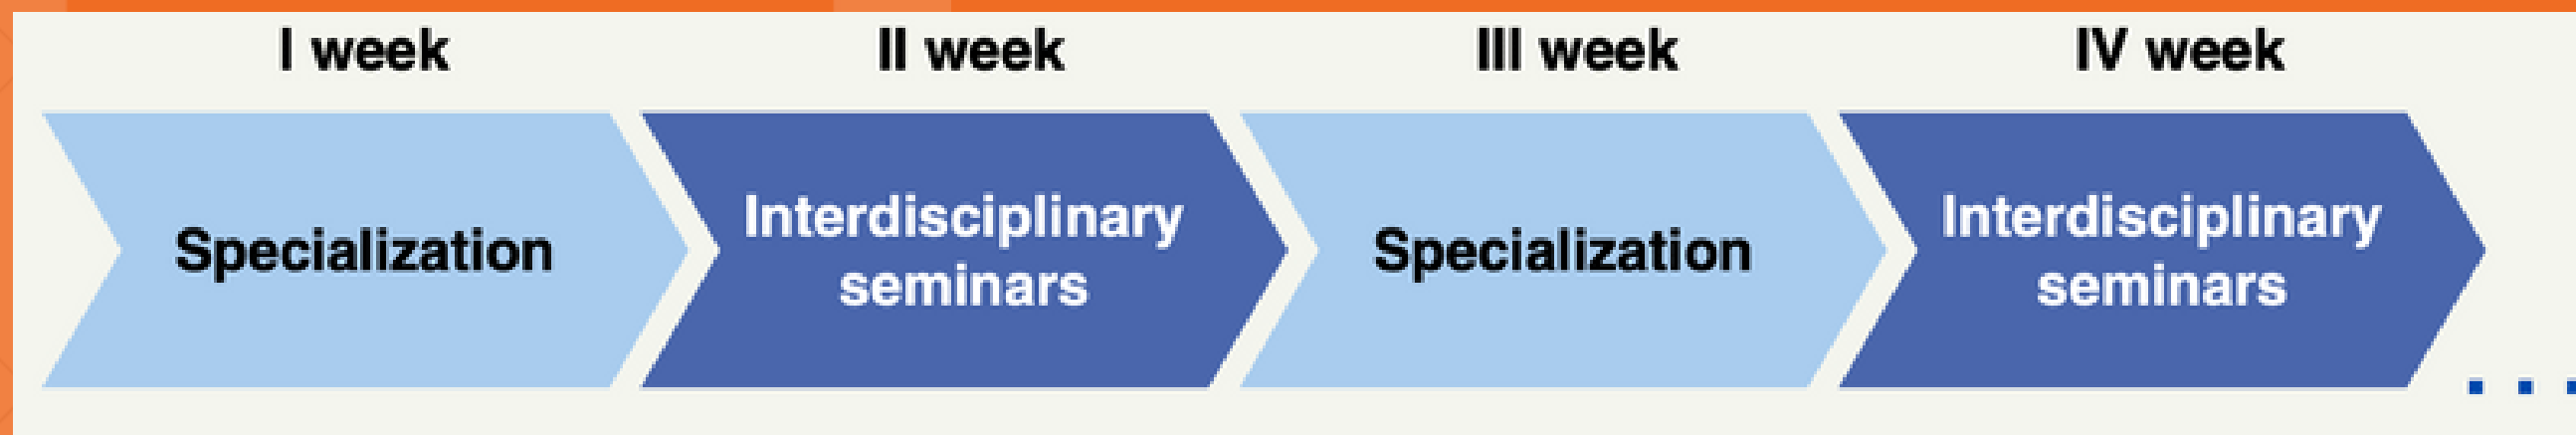 I week
II week
III week
IV week
Specialization
Interdisciplinary
seminars
Specialization
Interdisciplinary
seminars
...